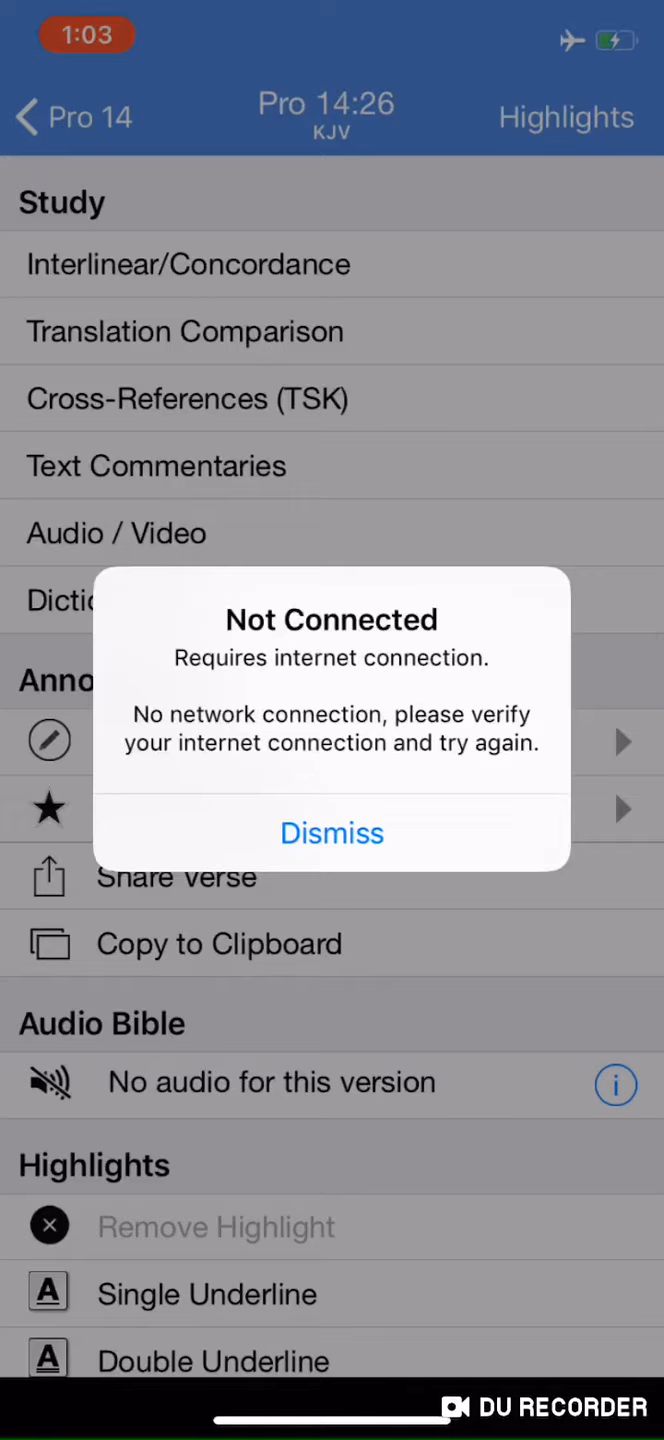 1:03
Pro 14
Pro 14:26
KJV
Highlights
Study
Interlinear/Concordance
Translation Comparison
Cross-References (TSK)
Text Commentaries
Audio / Video
Dictic
Not Connected
Requires internet connection.
No network connection, please verify
your internet connection and try again.
Dismiss
Anno
Share Verse
Copy to Clipboard
Audio Bible
No audio for this version
Highlights
Remove Highlight
A Single Underline
A Double Underline
DU RECORDER